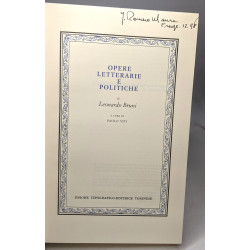 OPERE
LETTERARIE
E
POLITICHE
di
Leonardo Bruni
a cura di
PAOLO VITI
UNIONE TIPOGRAFICO-EDITRICE TORINESE